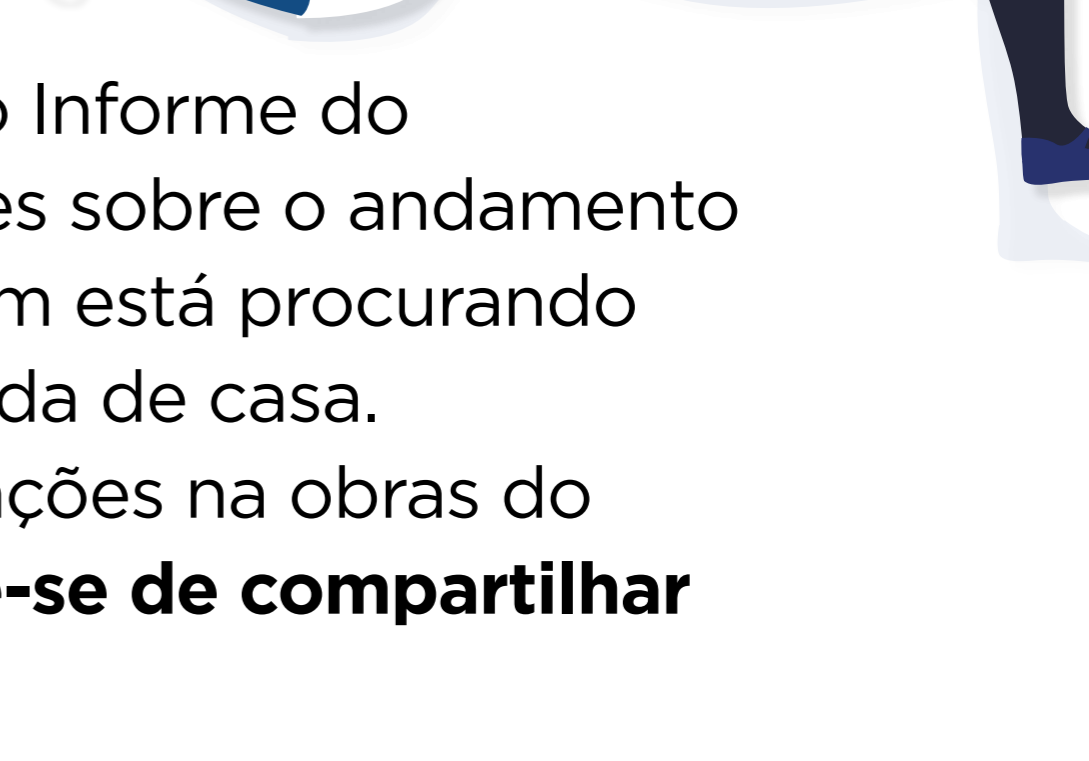 o Informe do
es sobre o andamento
m está procurando
da de casa.
ções na obras do
e-se de compartilhar